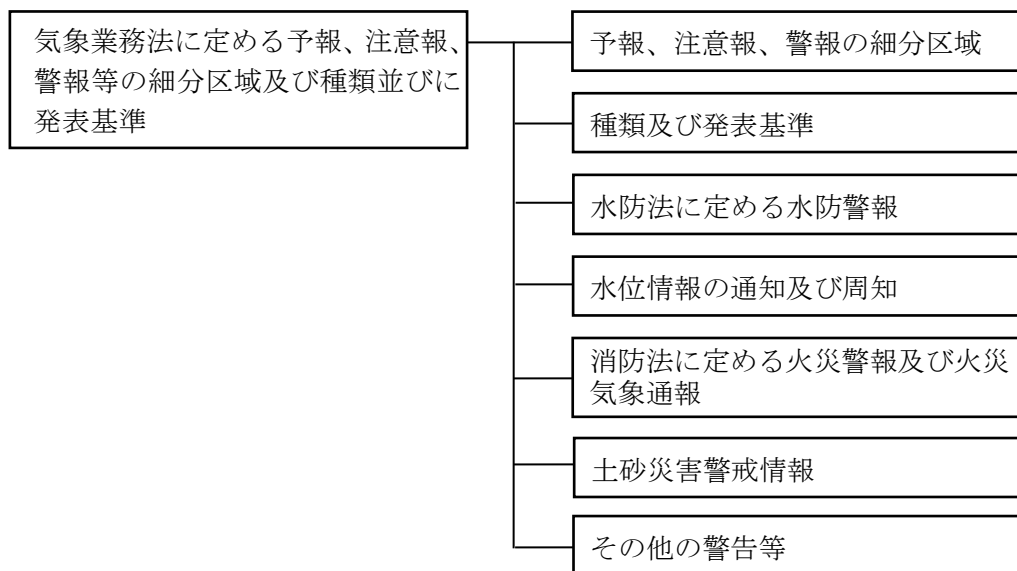 気象業務法に定める予報、注意報、
警報等の細分区域及び種類並びに
発表基準
予報、注意報、警報の細分区域
種類及び発表基準
水防法に定める水防警報
水位情報の通知及び周知
消防法に定める火災警報及び火災
気象通報
土砂災害警戒情報
その他の警告等